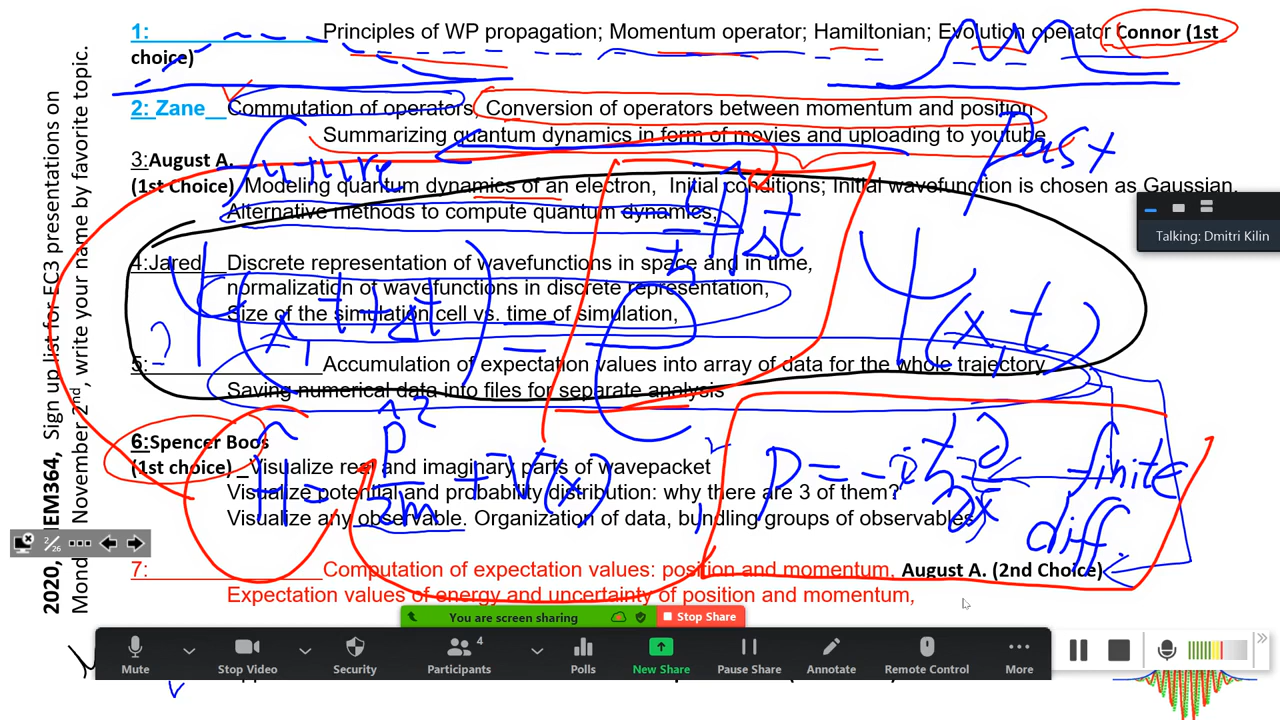 2020, EM364, Sign up list for EC3 presentations on
Monday November 2nd, write your name by favorite topic.
1: Principles of WP propagation; Momentum operator; Hamiltonian; Evolution operator Connor (1st
choice)
2: Zane Commutation of operators, Conversion of operators between momentum and position
Summarizing quantum dynamics in form of movies and uploading to youtube
Past
3:August A.
future
(1st Choice) Modeling quantum dynamics of an electron, Initial conditions; Initial wavefunction is chosen as Gaussian.
Alternative methods to compute quantum dynamics,
Talking: Dmitri Kilin
4:Jared Discrete representation of wavefunctions in space and in time,
normalization of wavefunctions in discrete representation,
Size of the simulation cell vs. time of simulation,
Ψ(x, t+Δt) = e^{-i/ħ Ĥ Δt} Ψ(x, t)
5: Accumulation of expectation values into array of data for the whole trajectory
Saving numerical data into files for separate analysis
6:Spencer Boos
(1st choice) Visualize real and imaginary parts of wavepacket
Visualize potential and probability distribution: why there are 3 of them?
Visualize any observable. Organization of data, bundling groups of observables
Ĥ = p̂²/2m + V(x), p = -iħ ∂/∂x
finite
diff.
2/26
7: Computation of expectation values: position and momentum, August A. (2nd Choice)
Expectation values of energy and uncertainty of position and momentum,
You are screen sharing Stop Share
4
Mute Stop Video Security Participants Polls New Share Pause Share Annotate Remote Control More